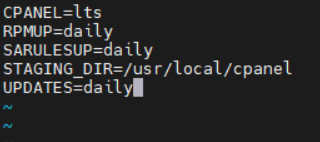 CPANEL=lts
RPMUP=daily
SARULESUP=daily
STAGING_DIR=/usr/local/cpanel
UPDATES=daily
~
~